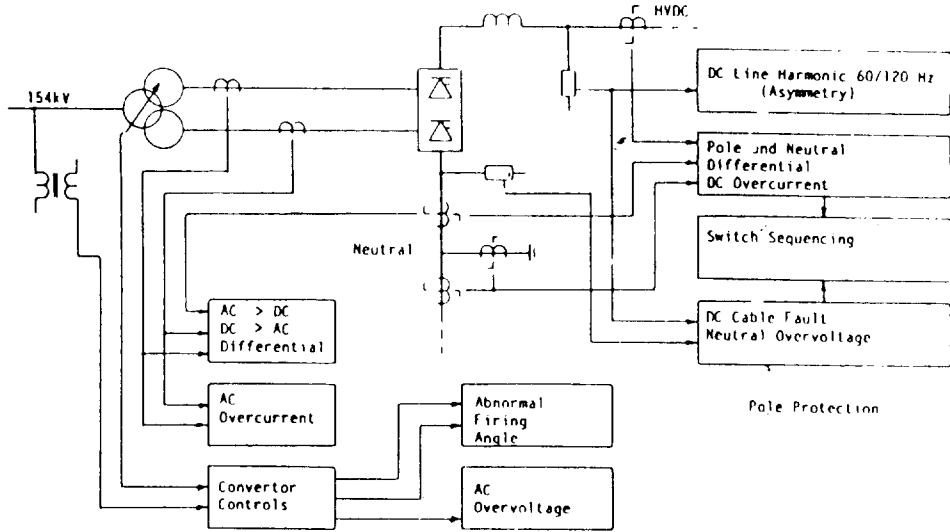 HVDC
154kV
DC Line Harmonic 60/120 Hz
(Asymmetry)
Pole and Neutral
Differential
DC Overcurrent
Switch Sequencing
Neutral
DC Cable Fault
Neutral Overvoltage
AC > DC
DC > AC
Differential
AC
Overcurrent
Abnormal
Firing
Angle
Pole Protection
Convertor
Controls
AC
Overvoltage